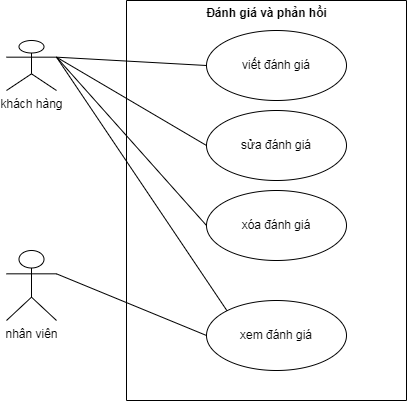 Đánh giá và phản hồi
viết đánh giá
khách hàng
sửa đánh giá
xóa đánh giá
nhân viên
xem đánh giá